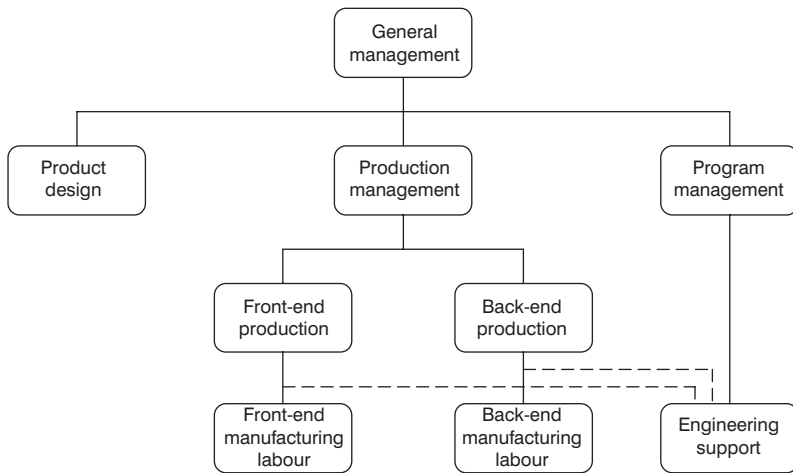 General
management
Product
design
Production
management
Program
management
Front-end
production
Back-end
production
Front-end
manufacturing
labour
Back-end
manufacturing
labour
Engineering
support